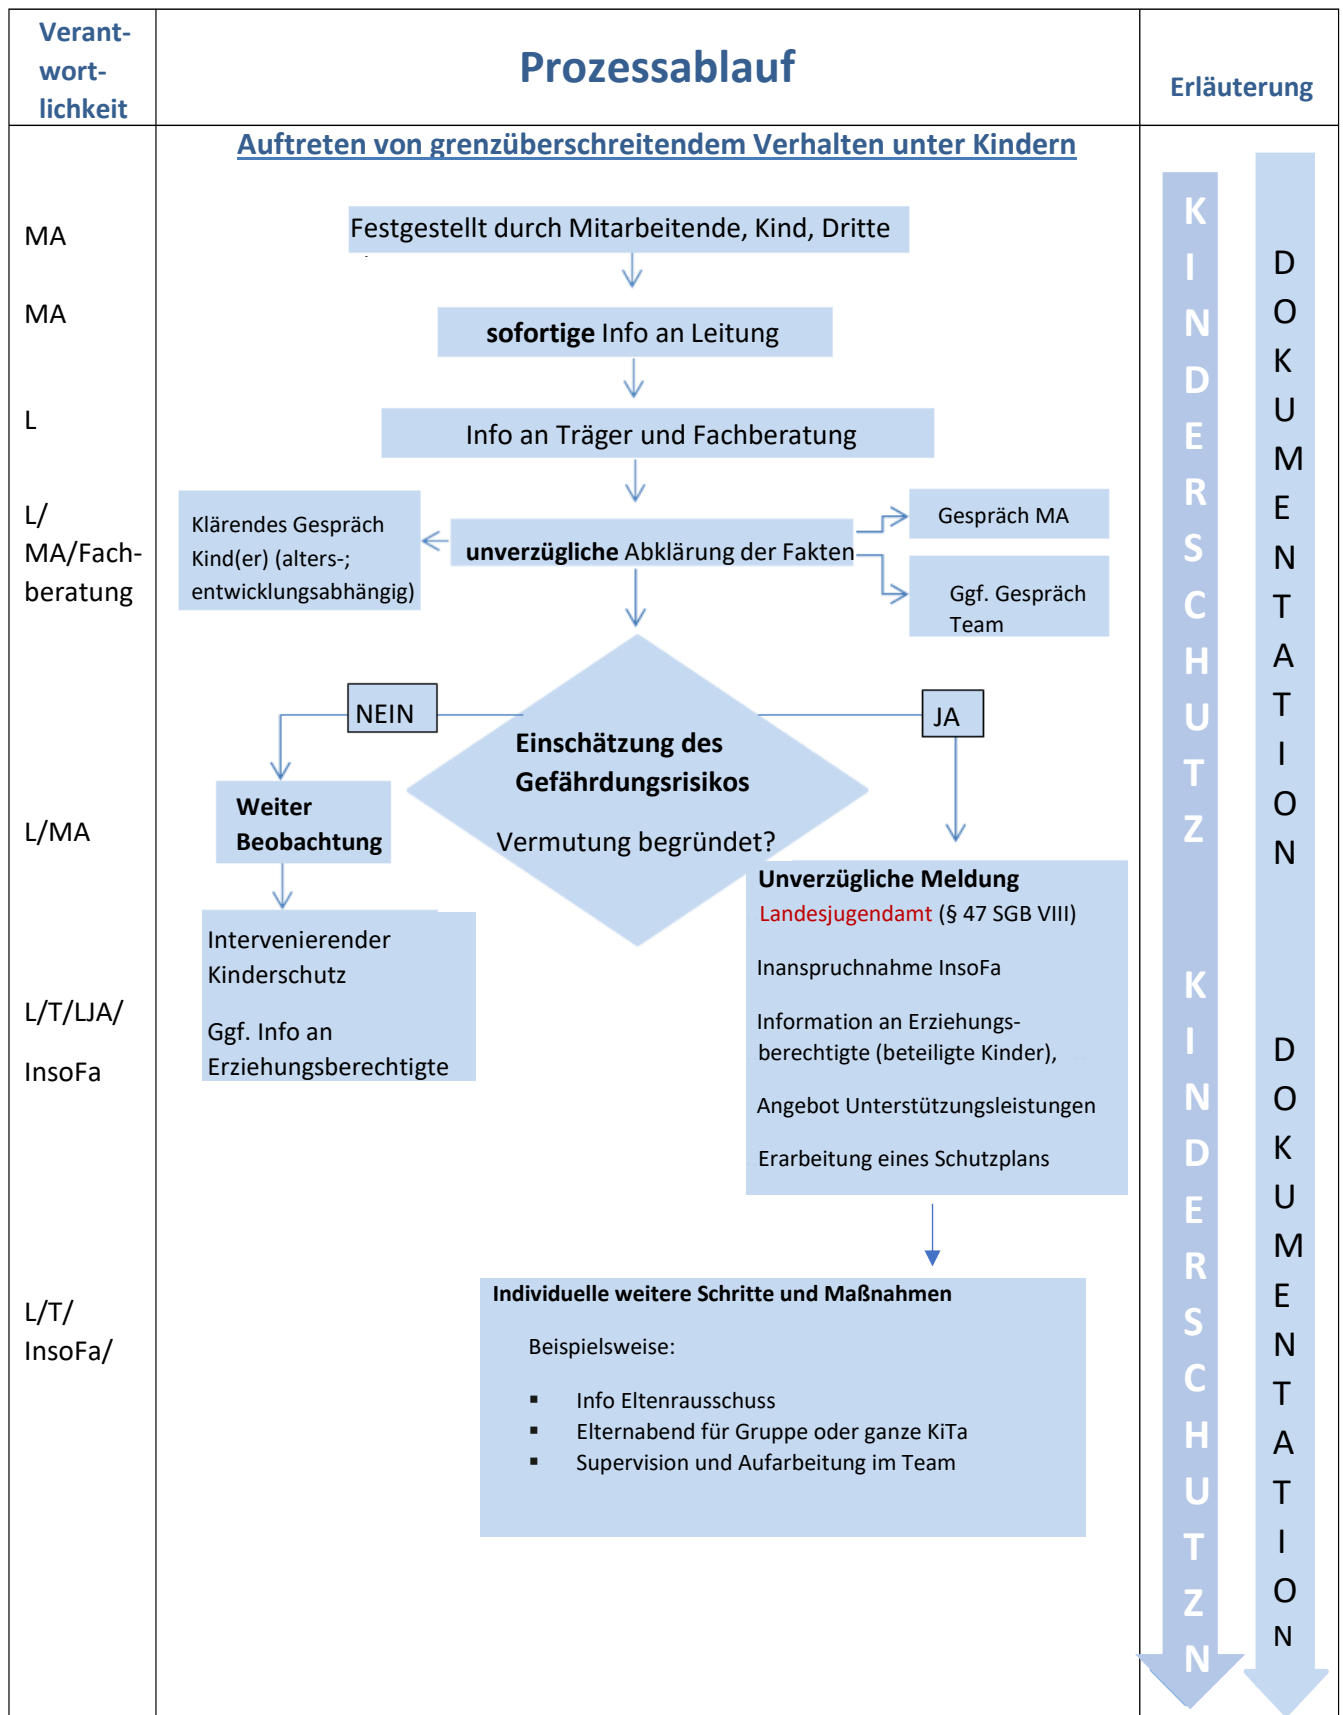 Verant-
wort-
lichkeit
Prozessablauf
Erläuterung
Auftreten von grenzüberschreitendem Verhalten unter Kindern
MA
Festgestellt durch Mitarbeitende, Kind, Dritte
MA
sofortige Info an Leitung
L
Info an Träger und Fachberatung
L/
MA/Fach-
beratung
Klärendes Gespräch
Kind(er) (alters-;
entwicklungsabhängig)
unverzügliche Abklärung der Fakten
Gespräch MA
Ggf. Gespräch
Team
NEIN
JA
Einschätzung des
Gefährdungsrisikos
Vermutung begründet?
L/MA
Weiter
Beobachtung
Intervenierender
Kinderschutz
Ggf. Info an
Erziehungsberechtigte
Unverzügliche Meldung
Landesjugendamt (§ 47 SGB VIII)
Inanspruchnahme InsoFa
Information an Erziehungs-
berechtigte (beteiligte Kinder),
Angebot Unterstützungsleistungen
Erarbeitung eines Schutzplans
L/T/LJA/
InsoFa
L/T/
InsoFa/
Individuelle weitere Schritte und Maßnahmen
Beispielsweise:
▪ Info Eltenrausschuss
▪ Elternabend für Gruppe oder ganze KiTa
▪ Supervision und Aufarbeitung im Team
KINDERSCHUTZ KINDERSCHUTZN
DOKUMENTATION DOKUMENTATION